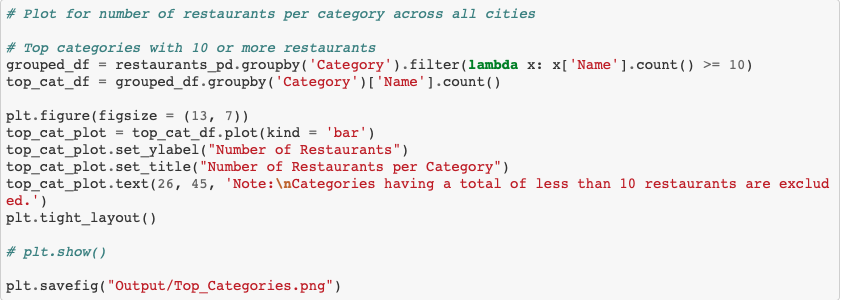 # Plot for number of restaurants per category across all cities
# Top categories with 10 or more restaurants
grouped_df = restaurants_pd.groupby('Category').filter(lambda x: x['Name'].count() >= 10)
top_cat_df = grouped_df.groupby('Category')['Name'].count()
plt.figure(figsize = (13, 7))
top_cat_plot = top_cat_df.plot(kind = 'bar')
top_cat_plot.set_ylabel("Number of Restaurants")
top_cat_plot.set_title("Number of Restaurants per Category")
top_cat_plot.text(26, 45, 'Note:\nCategories having a total of less than 10 restaurants are exclud
ed.')
plt.tight_layout()
# plt.show()
plt.savefig("Output/Top_Categories.png")